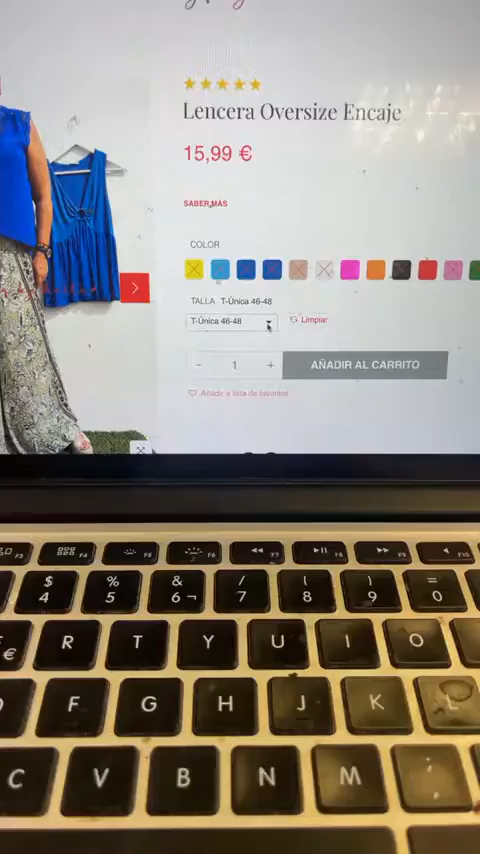 Lencera Oversize Encaje
15,99 €
SABER MÁS
COLOR
TALLA T-Única 46-48
T-Única 46-48
Limpiar
− 1 +
AÑADIR AL CARRITO
Añadir a lista de favoritos
F3 F4 F5 F6 F7 F8 F9 F10
$ % & / ( ) =
4 5 6 ¬ 7 8 9 0
€ R T Y U I O
F G H J K L
C V B N M ; ,